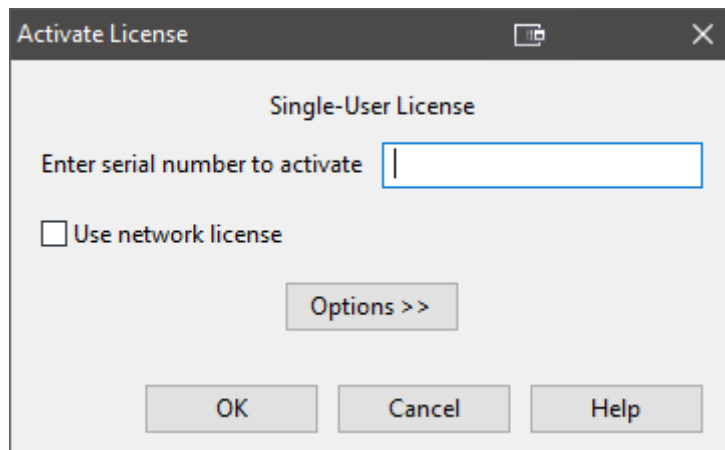 Activate License
Single-User License
Enter serial number to activate
Use network license
Options >>
OK Cancel Help